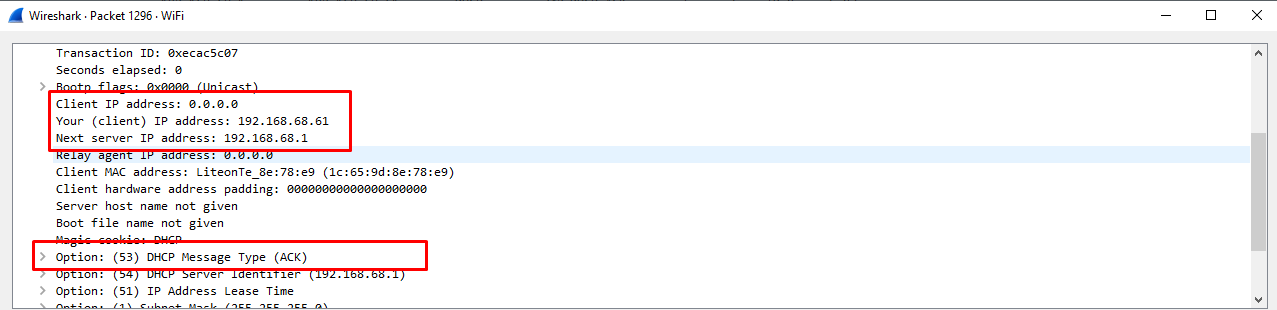 Wireshark · Packet 1296 · WiFi
Transaction ID: 0xecac5c07
Seconds elapsed: 0
Bootp flags: 0x0000 (Unicast)
Client IP address: 0.0.0.0
Your (client) IP address: 192.168.68.61
Next server IP address: 192.168.68.1
Relay agent IP address: 0.0.0.0
Client MAC address: LiteonTe_8e:78:e9 (1c:65:9d:8e:78:e9)
Client hardware address padding: 00000000000000000000
Server host name not given
Boot file name not given
Magic cookie: DHCP
Option: (53) DHCP Message Type (ACK)
Option: (54) DHCP Server Identifier (192.168.68.1)
Option: (51) IP Address Lease Time
Option: (1) Subnet Mask (255.255.255.0)